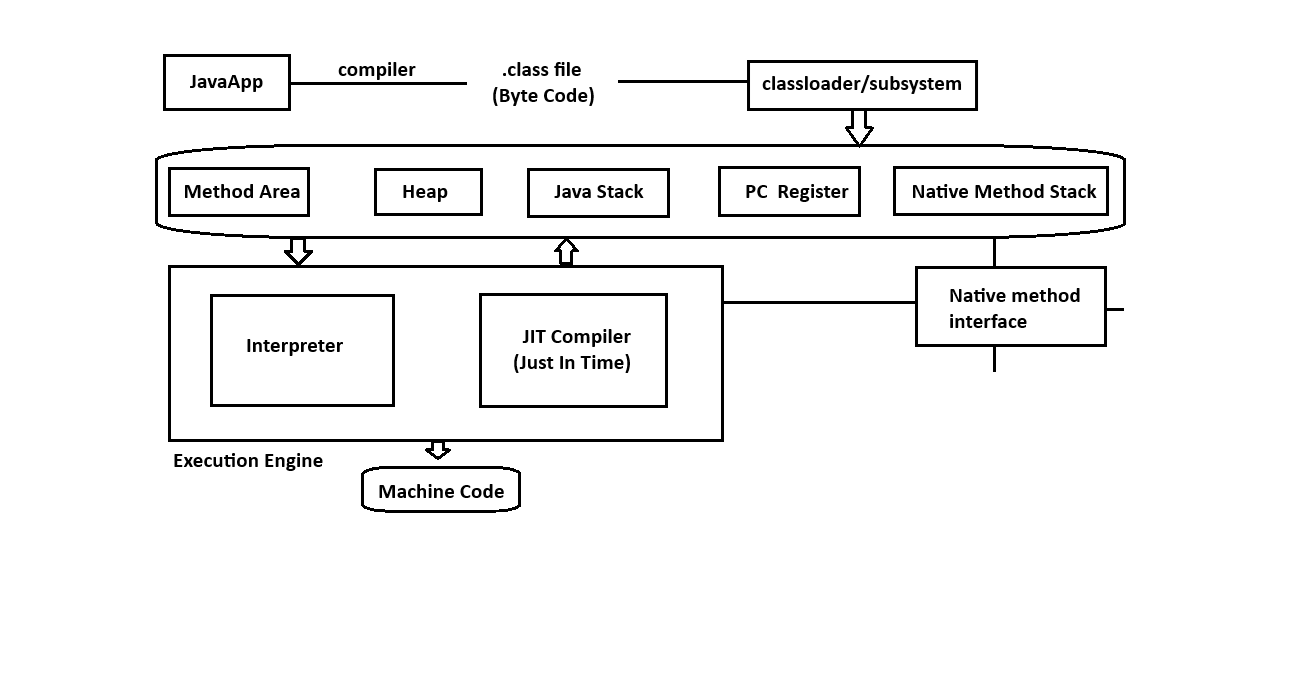 JavaApp
compiler
.class file
(Byte Code)
classloader/subsystem
Method Area
Heap
Java Stack
PC  Register
Native Method Stack
Interpreter
JIT Compiler
(Just In Time)
Native method
interface
Execution Engine
Machine Code